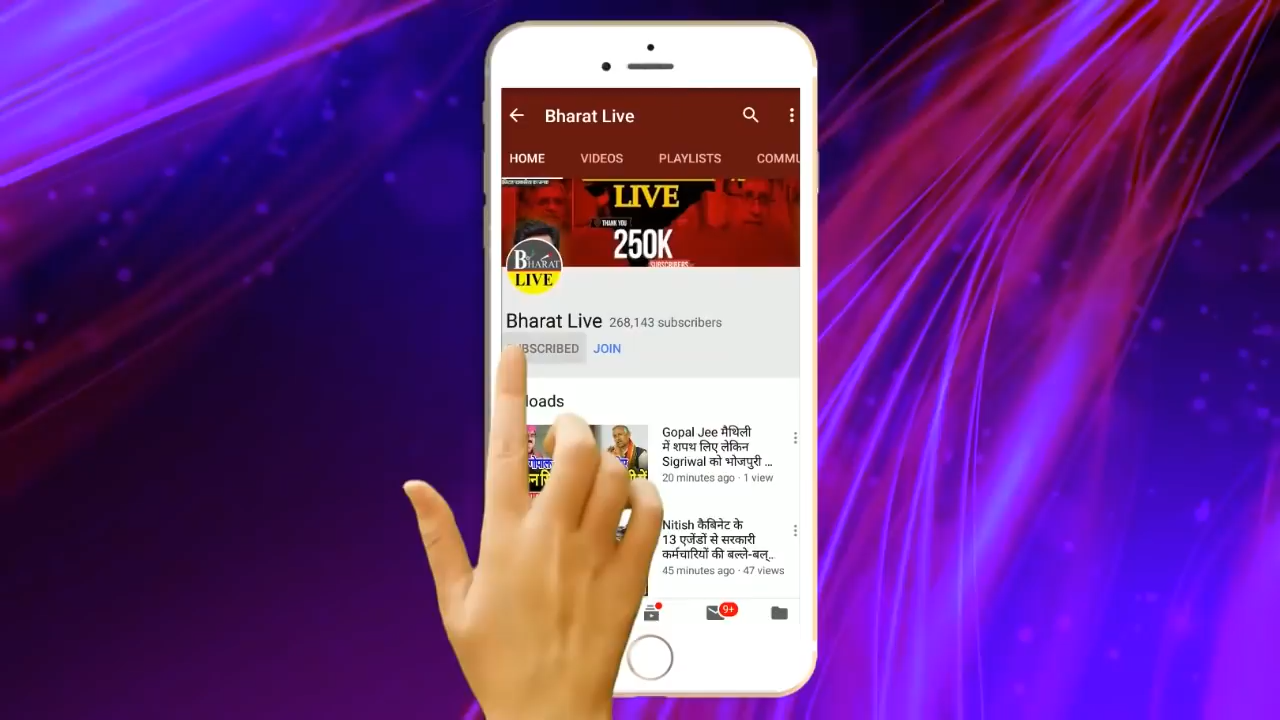 Bharat Live
HOME VIDEOS PLAYLISTS COMMU
LIVE
THANK YOU
250K
SUBSCRIBERS
BHARAT
LIVE
Bharat Live 268,143 subscribers
UBSCRIBED JOIN
loads
Gopal Jee मैथिली
में शपथ लिए लेकिन
Sigriwal को भोजपुरी ...
20 minutes ago · 1 view
Nitish कैबिनेट के
13 एजेंडों से सरकारी
कर्मचारियों की बल्ले-बल्..
45 minutes ago · 47 views
9+